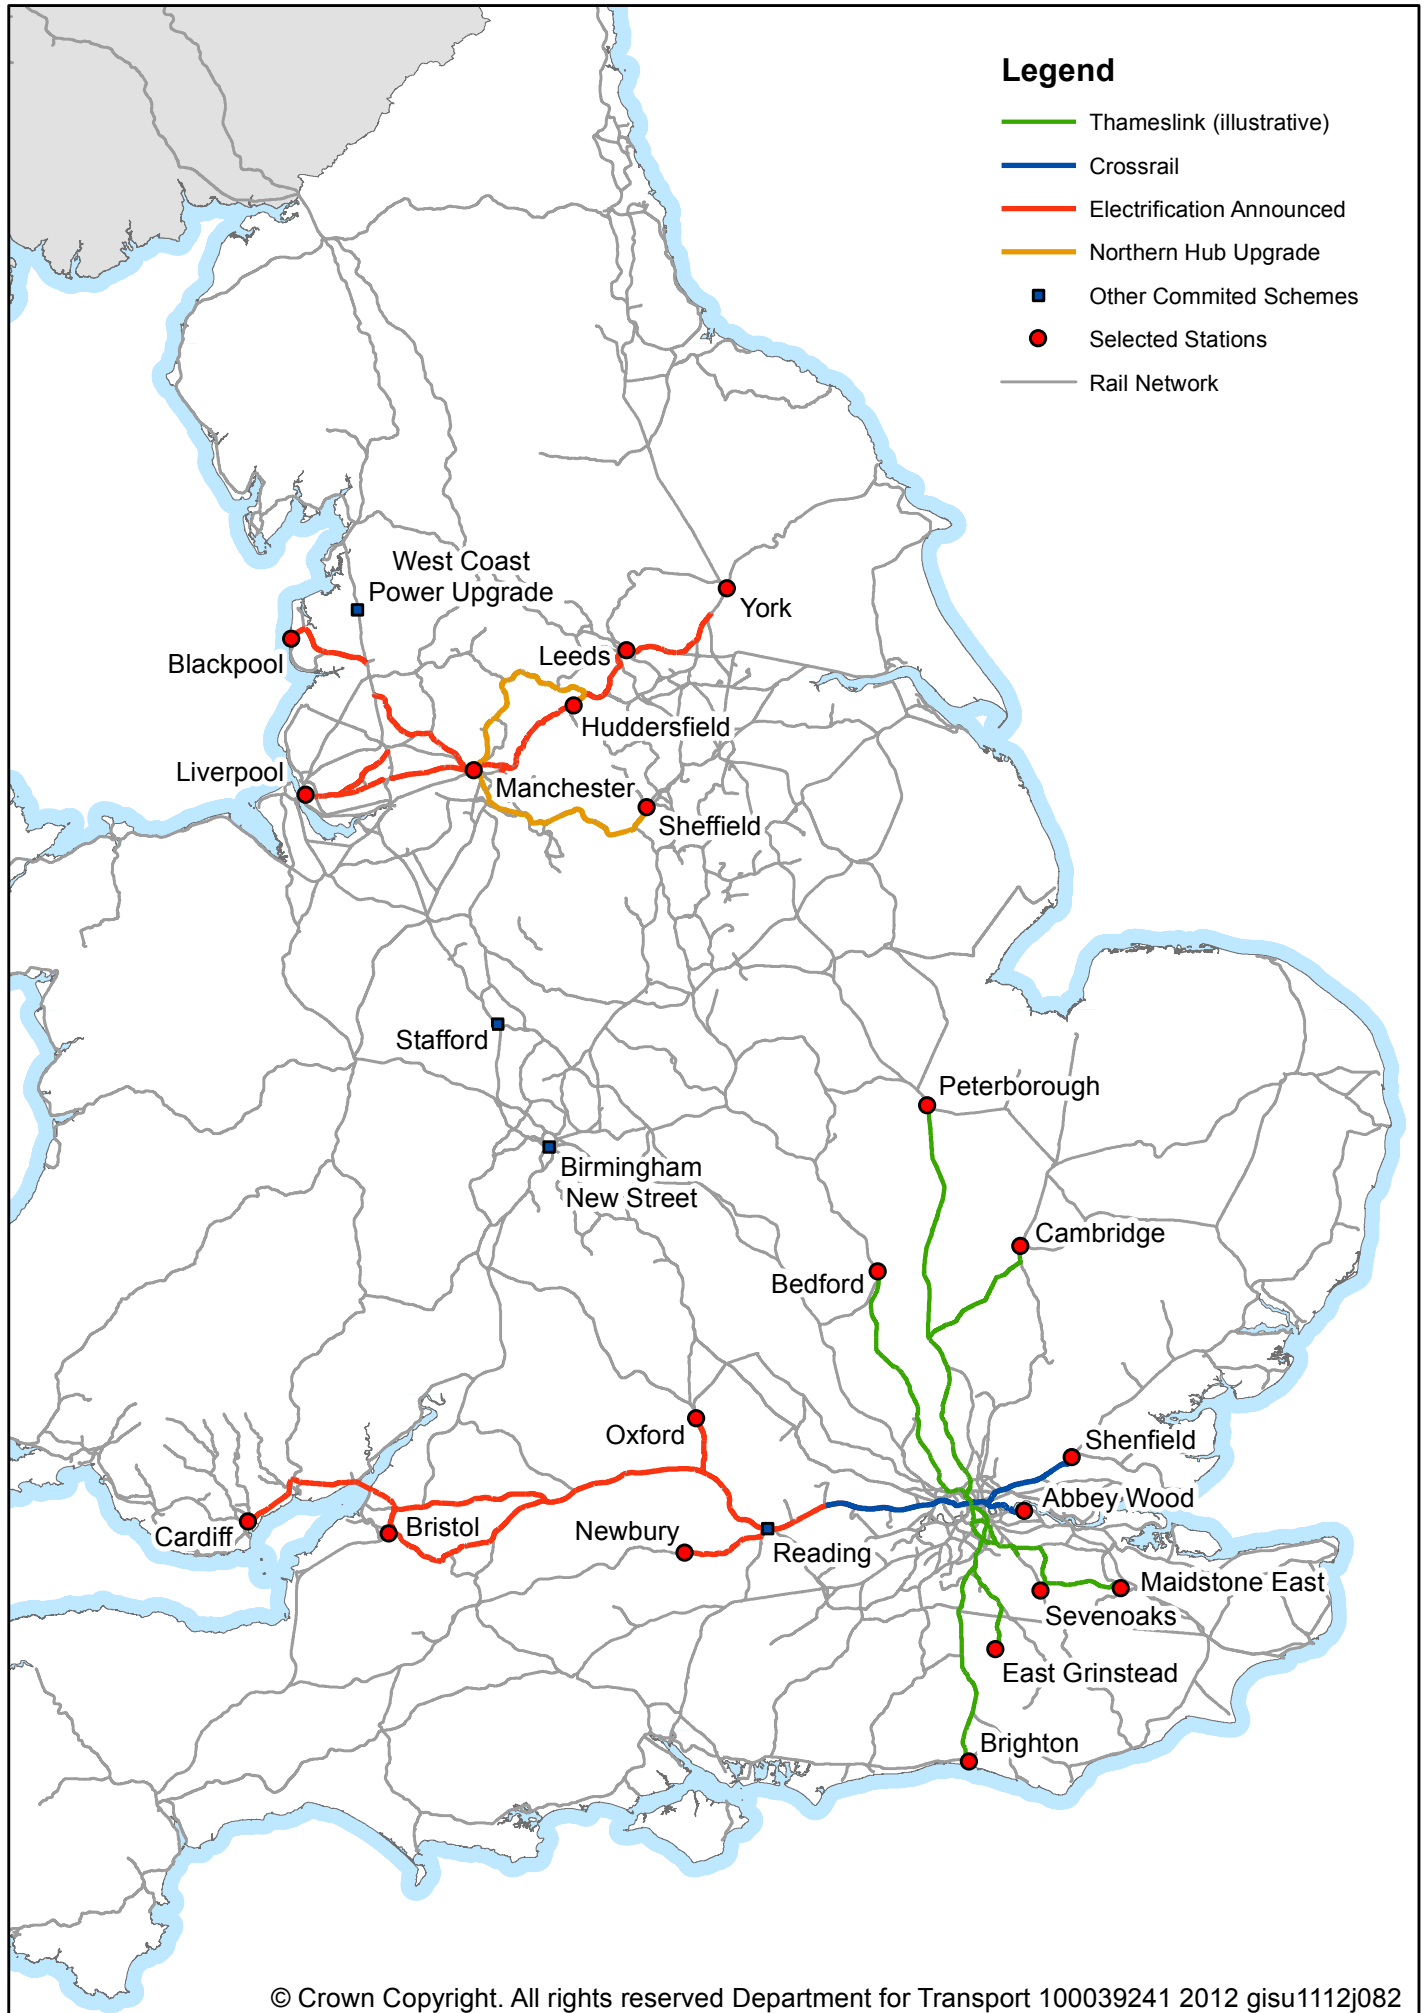 Legend
Thameslink (illustrative)
Crossrail
Electrification Announced
Northern Hub Upgrade
Other Commited Schemes
Selected Stations
Rail Network
West Coast
Power Upgrade
York
Blackpool
Leeds
Huddersfield
Liverpool
Manchester
Sheffield
Stafford
Peterborough
Birmingham
New Street
Cambridge
Bedford
Oxford
Shenfield
Abbey Wood
Cardiff
Bristol
Newbury
Reading
Maidstone East
Sevenoaks
East Grinstead
Brighton
© Crown Copyright. All rights reserved Department for Transport 100039241 2012 gisu1112j082